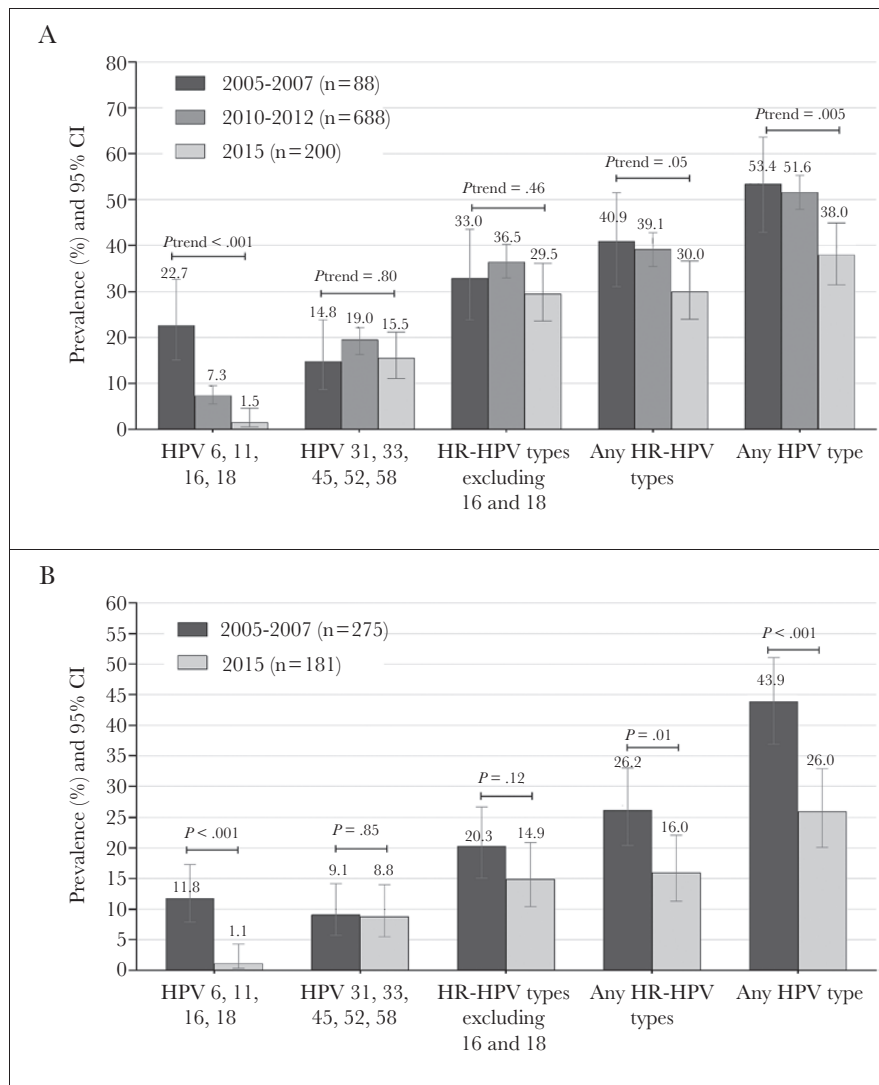 A
Prevalence (%) and 95% CI
80
70
60
50
40
30
20
10
0
2005-2007 (n=88)
2010-2012 (n=688)
2015 (n=200)
Ptrend < .001
22.7
7.3
1.5
Ptrend = .80
14.8
19.0
15.5
Ptrend = .46
33.0
36.5
29.5
Ptrend = .05
40.9
39.1
30.0
Ptrend = .005
53.4
51.6
38.0
HPV 6, 11,
16, 18
HPV 31, 33,
45, 52, 58
HR-HPV types
excluding
16 and 18
Any HR-HPV
types
Any HPV type
B
Prevalence (%) and 95% CI
60
55
50
45
40
35
30
25
20
15
10
5
0
2005-2007 (n=275)
2015 (n=181)
P < .001
11.8
1.1
P = .85
9.1
8.8
P = .12
20.3
14.9
P = .01
26.2
16.0
P < .001
43.9
26.0
HPV 6, 11,
16, 18
HPV 31, 33,
45, 52, 58
HR-HPV types
excluding
16 and 18
Any HR-HPV
types
Any HPV type